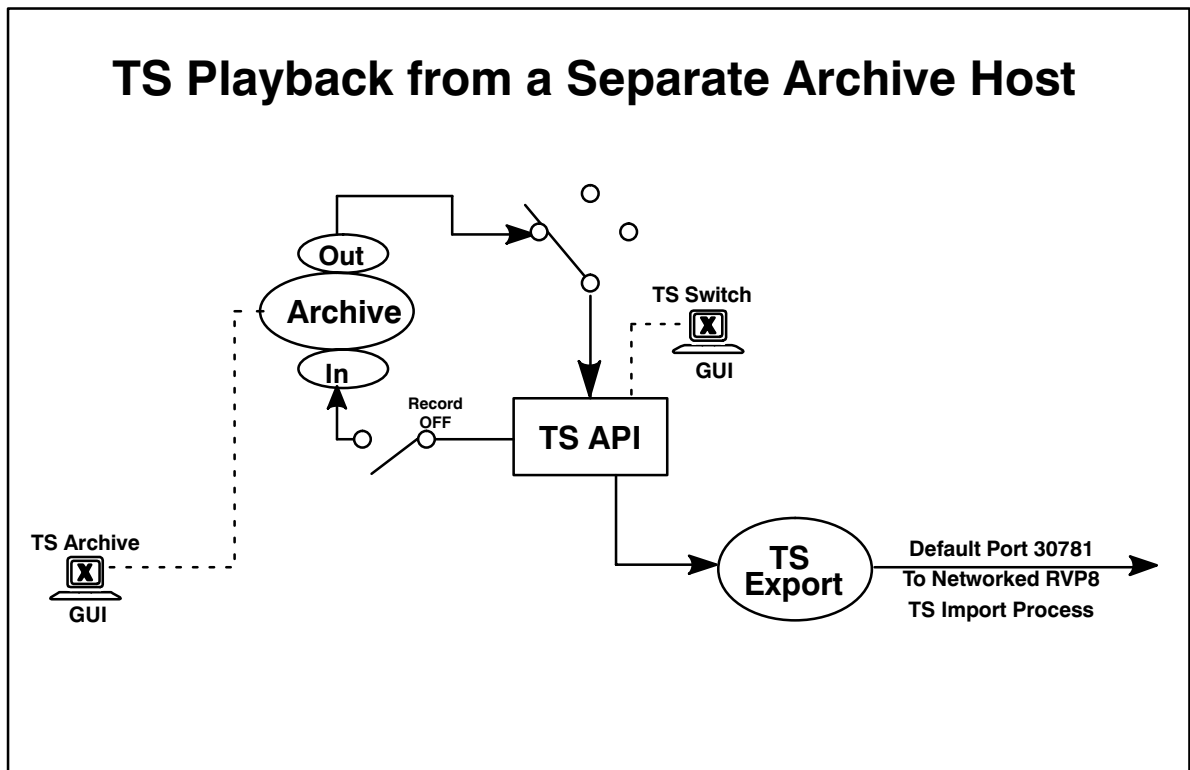 TS Playback from a Separate Archive Host
Out
Archive
In
Record
OFF
TS Switch
X
GUI
TS API
TS Archive
X
GUI
TS
Export
Default Port 30781
To Networked RVP8
TS Import Process